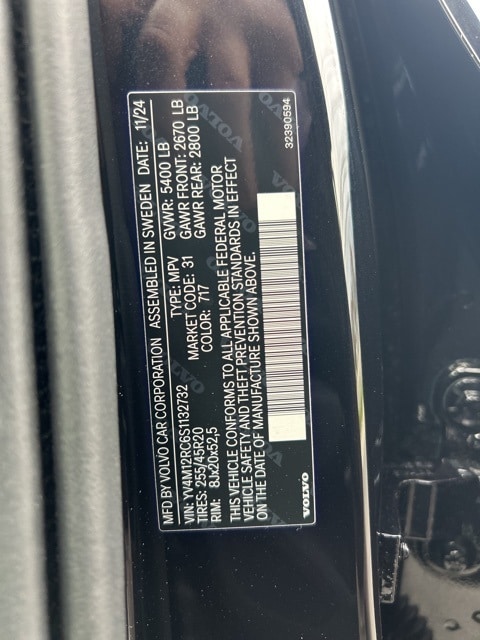 MFD BY VOLVO CAR CORPORATION ASSEMBLED IN SWEDEN DATE: 11/24
VIN: YV4M12RC6S1132732 TYPE: MPV GVWR: 5400 LB
TIRES: 255/45R20 MARKET CODE: 31 GAWR FRONT: 2670 LB
RIM: 8Jx20x52,5 COLOR: 717 GAWR REAR: 2800 LB
THIS VEHICLE CONFORMS TO ALL APPLICABLE FEDERAL MOTOR
VEHICLE SAFETY AND THEFT PREVENTION STANDARDS IN EFFECT
ON THE DATE OF MANUFACTURE SHOWN ABOVE.
VOLVO 32390594